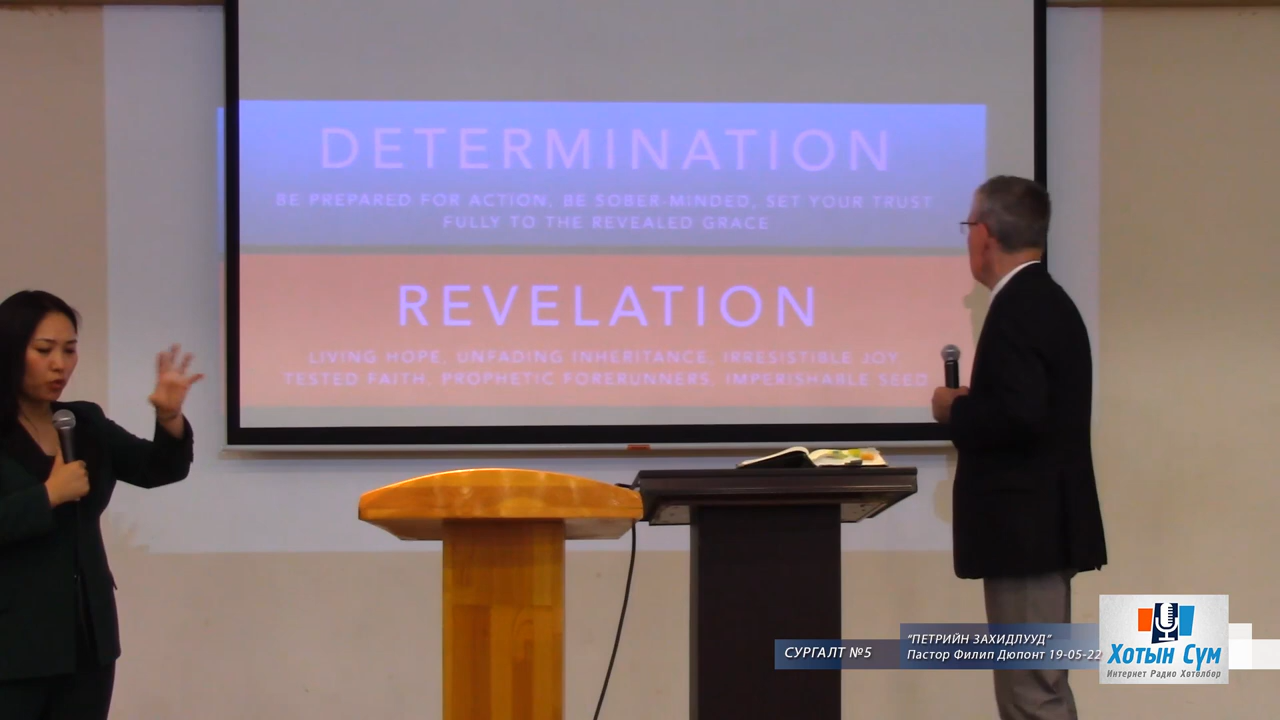 DETERMINATION
BE PREPARED FOR ACTION, BE SOBER-MINDED, SET YOUR TRUST
FULLY TO THE REVEALED GRACE
REVELATION
LIVING HOPE, UNFADING INHERITANCE, IRRESISTIBLE JOY
TESTED FAITH, PROPHETIC FORERUNNERS, IMPERISHABLE SEED
СУРГАЛТ №5
"ПЕТРИЙН ЗАХИДЛУУД"
Пастор Филип Дюпонт 19-05-22
Хотын Сүм
Интернет Радио Хөтөлбөр